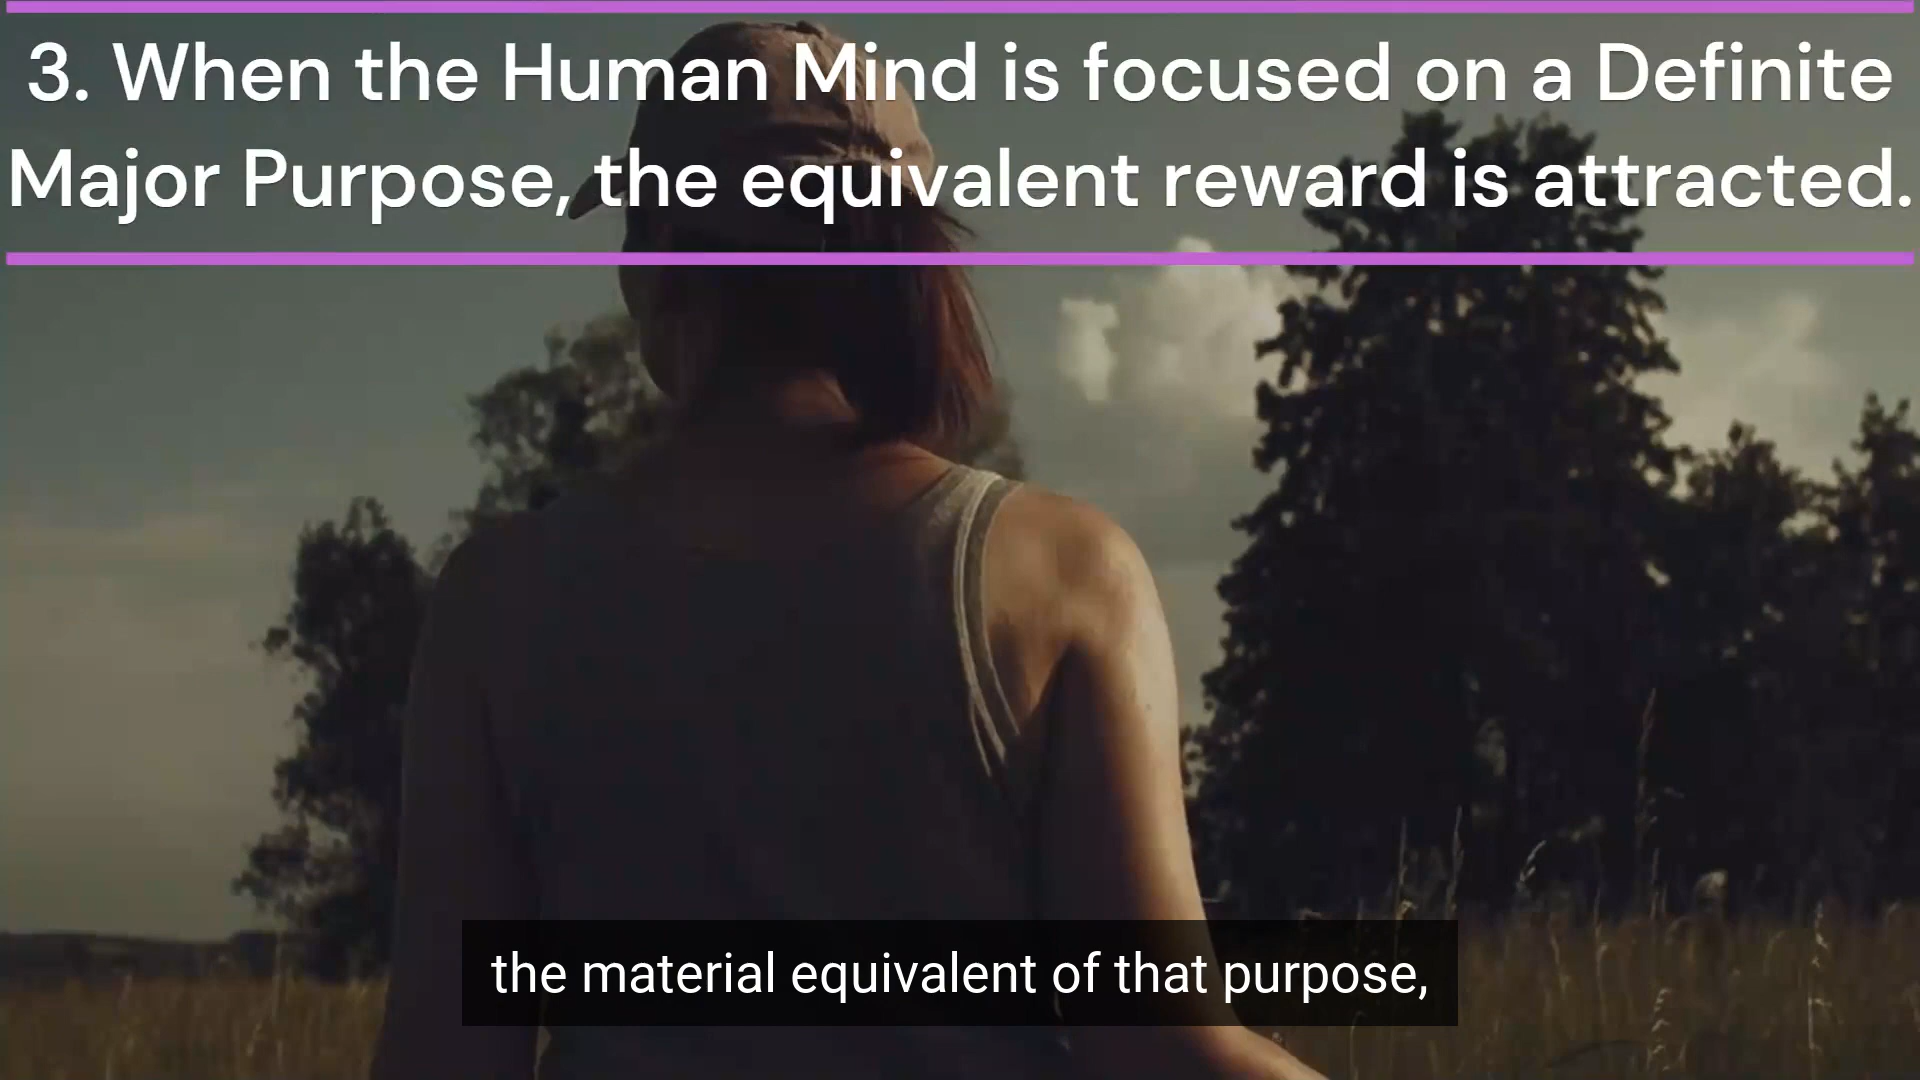 3. When the Human Mind is focused on a Definite
Major Purpose, the equivalent reward is attracted.
the material equivalent of that purpose,